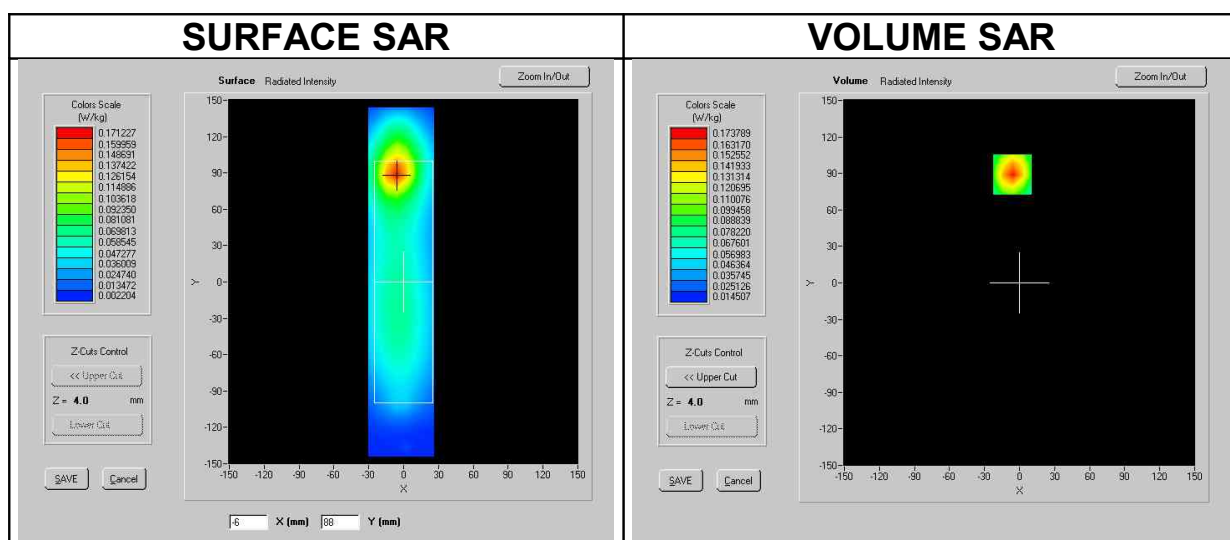 SURFACE SAR
VOLUME SAR
Surface Radiated Intensity
Zoom In/Out
Colors Scale
(W/kg)
0.171227
0.159959
0.148691
0.137422
0.126154
0.114886
0.103618
0.092350
0.081081
0.069813
0.058545
0.047277
0.036009
0.024740
0.013472
0.002204
Z-Cuts Control
<< Upper Cut
Z = 4.0 mm
Lower Cut
SAVE
Cancel
150
120
90
60
30
0
-30
-60
-90
-120
-150
Y
-150 -120 -90 -60 -30 0 30 60 90 120 150
X
-6 X (mm) 88 Y (mm)
Volume Radiated Intensity
Zoom In/Out
Colors Scale
(W/kg)
0.173789
0.163170
0.152552
0.141933
0.131314
0.120695
0.110076
0.099458
0.088839
0.078220
0.067601
0.056983
0.046364
0.035745
0.025126
0.014507
Z-Cuts Control
<< Upper Cut
Z = 4.0 mm
Lower Cut
SAVE
Cancel
150
120
90
60
30
0
-30
-60
-90
-120
-150
Y
-150 -120 -90 -60 -30 0 30 60 90 120 150
X